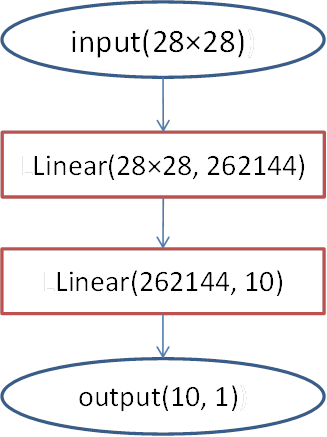 input(28×28)
Linear(28×28, 262144)
Linear(262144, 10)
output(10, 1)